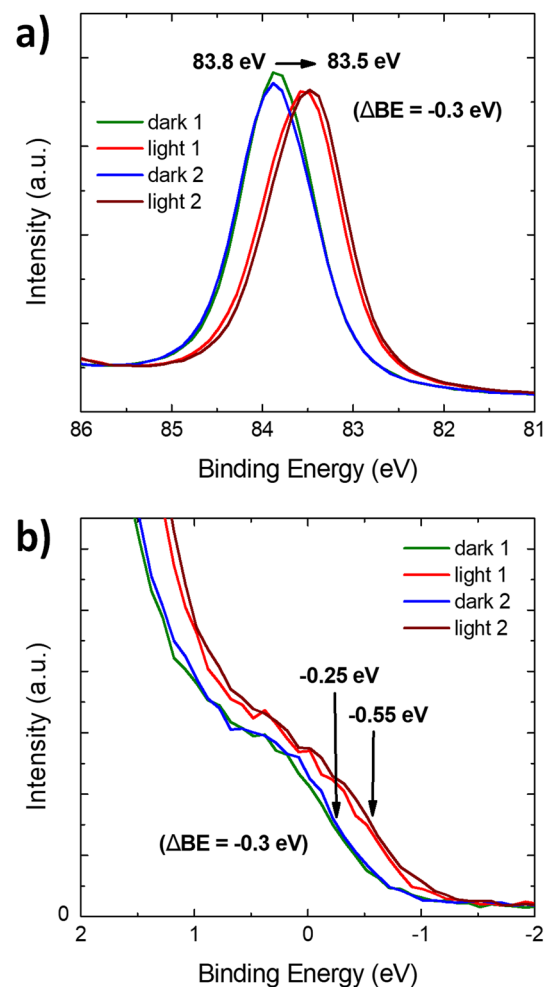 a)
83.8 eV 83.5 eV
(ΔBE = -0.3 eV)
dark 1
light 1
dark 2
light 2
Intensity (a.u.)
86 85 84 83 82 81
Binding Energy (eV)
b)
dark 1
light 1
dark 2
light 2
-0.25 eV
-0.55 eV
(ΔBE = -0.3 eV)
Intensity (a.u.)
0
2 1 0 -1 -2
Binding Energy (eV)